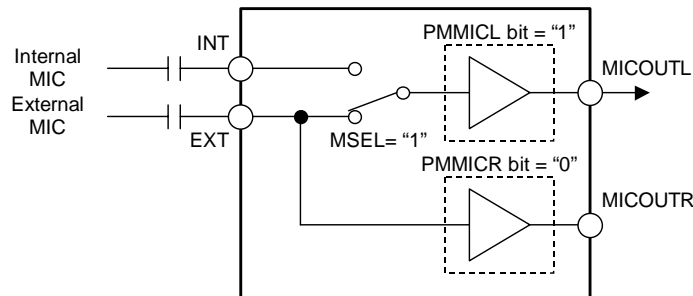 PMMICL bit = “1”
INT
MICOUTL
Internal
MIC
External
MIC
EXT
MSEL= “1”
PMMICR bit = “0”
MICOUTR